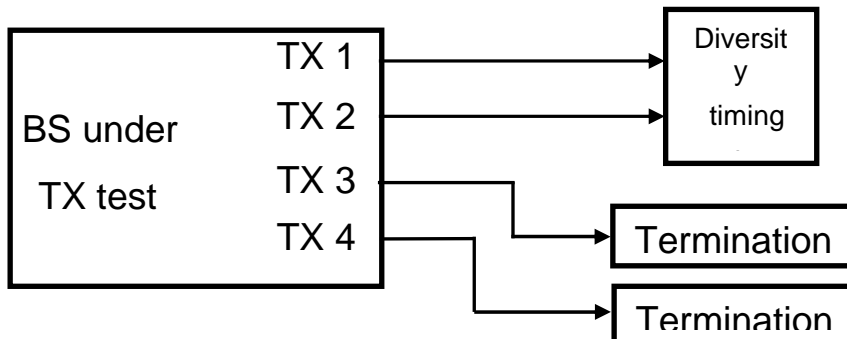 BS under
TX test
TX 1
TX 2
TX 3
TX 4
Diversit
y
timing
Termination
Termination